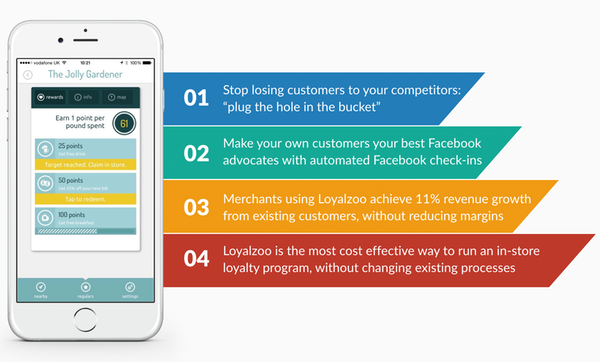 vodafone UK
10:21
The Jolly Gardener
rewards
info
map
Earn 1 point per
pound spent
61
25 points
Get free drink
Target reached. Claim in store.
50 points
Tap to redeem.
100 points
nearby
regulars
settings
01
Stop losing customers to your competitors:
“plug the hole in the bucket”
02
Make your own customers your best Facebook
advocates with automated Facebook check-ins
03
Merchants using Loyalzoo achieve 11% revenue growth
from existing customers, without reducing margins
04
Loyalzoo is the most cost effective way to run an in-store
loyalty program, without changing existing processes